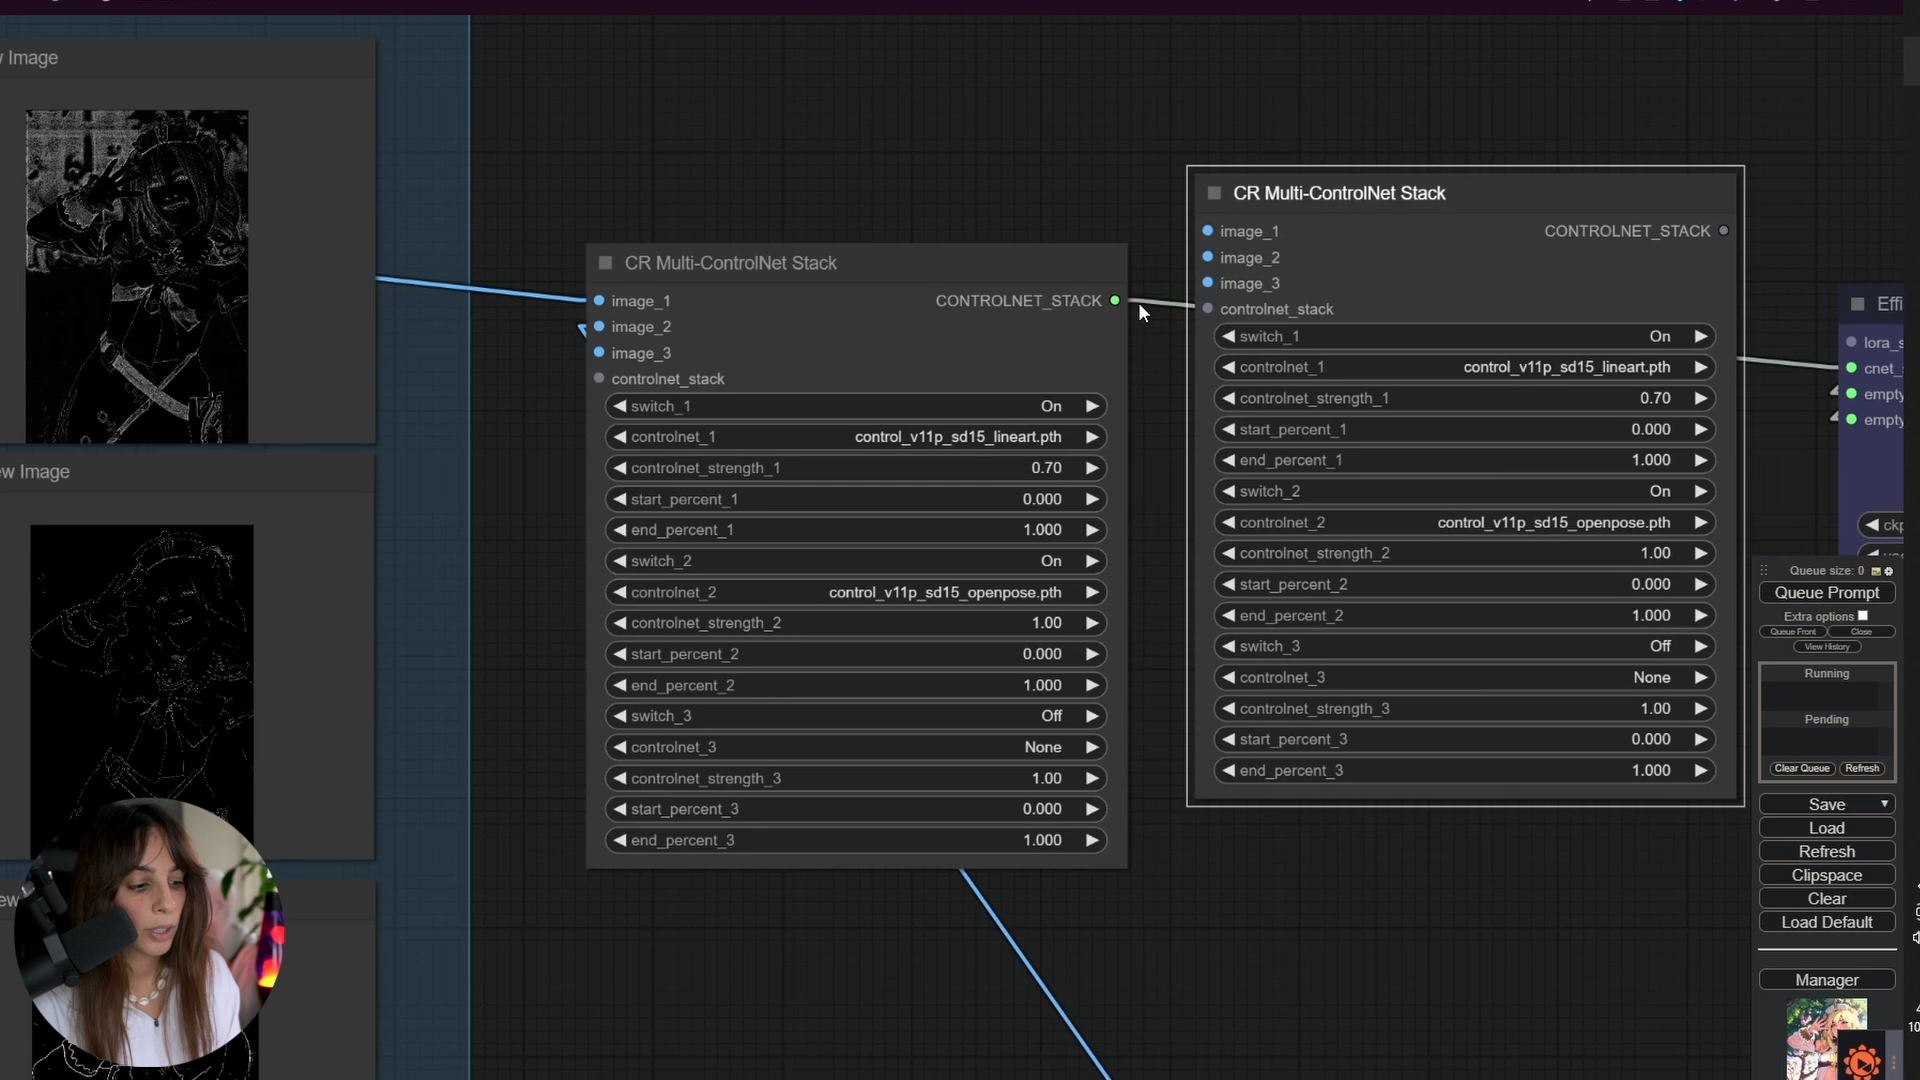 Image
CR Multi-ControlNet Stack
image_1
CONTROLNET_STACK
image_2
image_3
controlnet_stack
switch_1 On
controlnet_1 control_v11p_sd15_lineart.pth
controlnet_strength_1 0.70
start_percent_1 0.000
end_percent_1 1.000
switch_2 On
controlnet_2 control_v11p_sd15_openpose.pth
controlnet_strength_2 1.00
start_percent_2 0.000
end_percent_2 1.000
switch_3 Off
controlnet_3 None
controlnet_strength_3 1.00
start_percent_3 0.000
end_percent_3 1.000
CR Multi-ControlNet Stack
image_1
CONTROLNET_STACK
image_2
image_3
controlnet_stack
switch_1 On
controlnet_1 control_v11p_sd15_lineart.pth
controlnet_strength_1 0.70
start_percent_1 0.000
end_percent_1 1.000
switch_2 On
controlnet_2 control_v11p_sd15_openpose.pth
controlnet_strength_2 1.00
start_percent_2 0.000
end_percent_2 1.000
switch_3 Off
controlnet_3 None
controlnet_strength_3 1.00
start_percent_3 0.000
end_percent_3 1.000
ew Image
ew
Effi
lora_s
cnet_
empty
empty
ckp
Queue size: 0
Queue Prompt
Extra options
Queue Front Close
View History
Running
Pending
Clear Queue Refresh
Save
Load
Refresh
Clipspace
Clear
Load Default
Manager